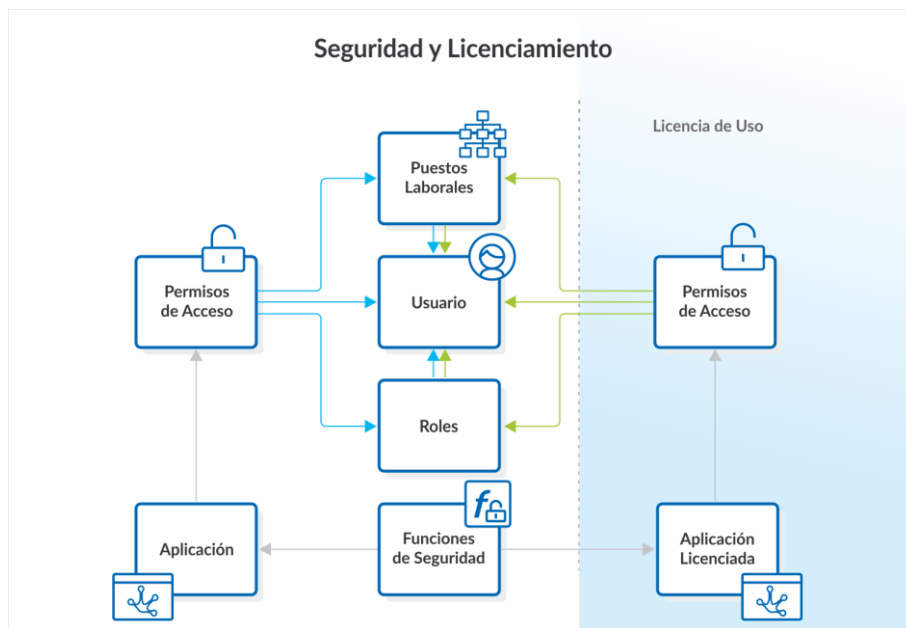 Seguridad y Licenciamiento
Licencia de Uso
Puestos
Laborales
Permisos
de Acceso
Usuario
Permisos
de Acceso
Roles
Aplicación
Funciones
de Seguridad
Aplicación
Licenciada